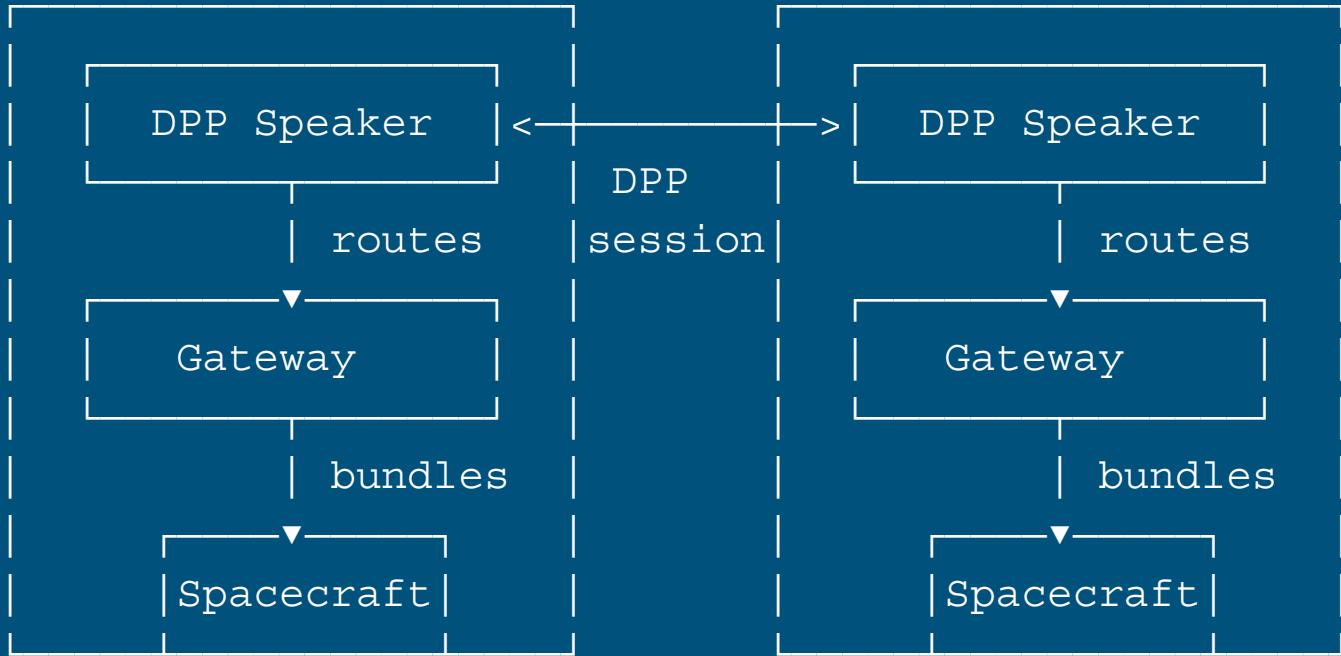 DPP Speaker <-> DPP Speaker
DPP
routes session routes
Gateway Gateway
bundles bundles
Spacecraft Spacecraft